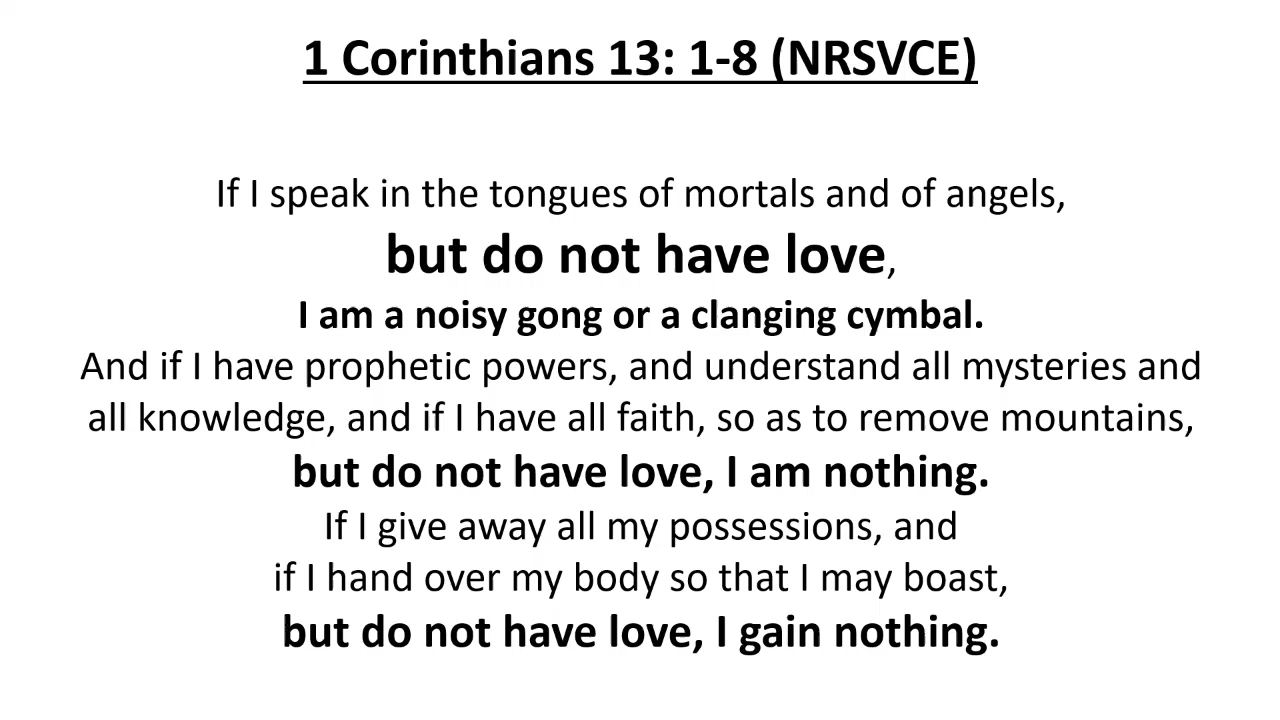 1 Corinthians 13: 1-8 (NRSVCE)
If I speak in the tongues of mortals and of angels,
but do not have love,
I am a noisy gong or a clanging cymbal.
And if I have prophetic powers, and understand all mysteries and
all knowledge, and if I have all faith, so as to remove mountains,
but do not have love, I am nothing.
If I give away all my possessions, and
if I hand over my body so that I may boast,
but do not have love, I gain nothing.